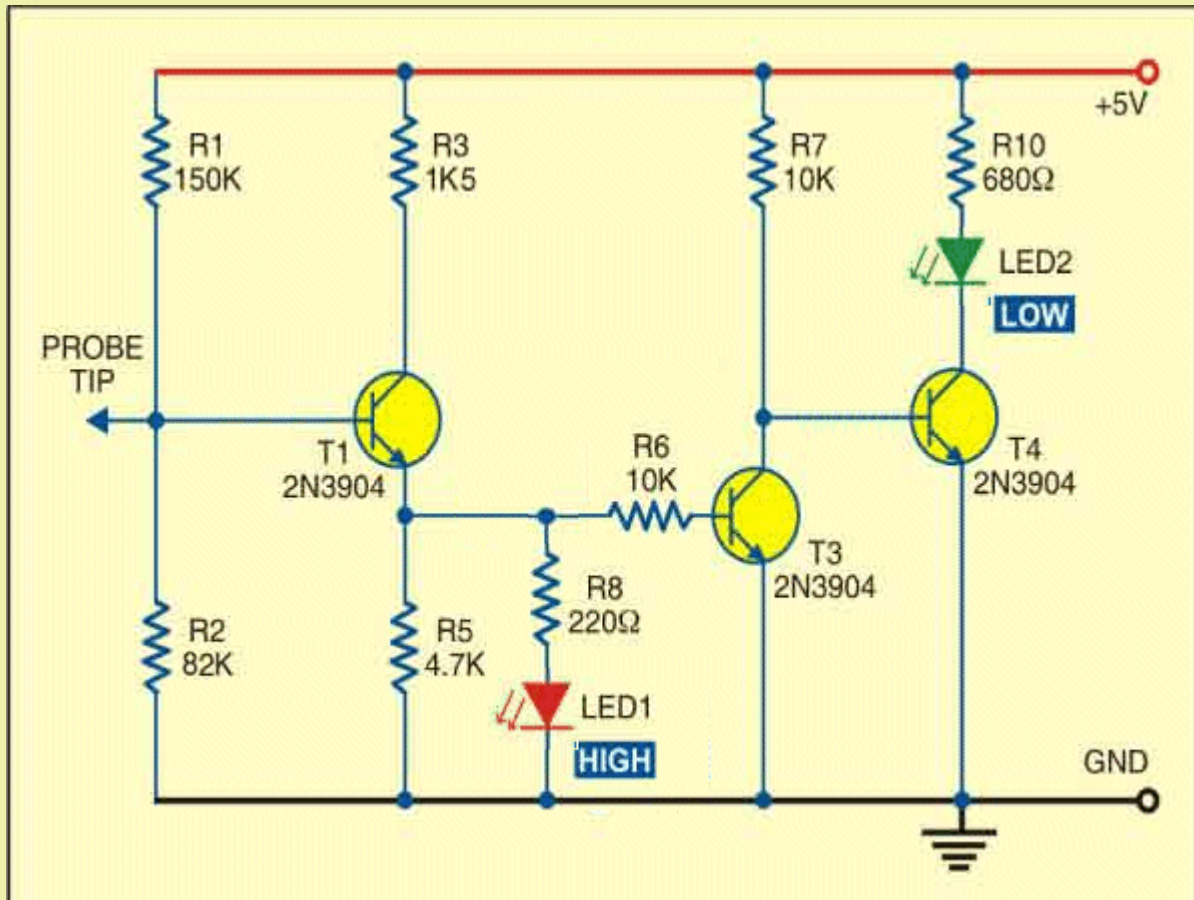 +5V
R1
150K
R3
1K5
R7
10K
R10
680Ω
LED2
LOW
PROBE
TIP
T1
2N3904
R6
10K
T4
2N3904
T3
2N3904
R8
220Ω
R2
82K
R5
4.7K
LED1
HIGH
GND